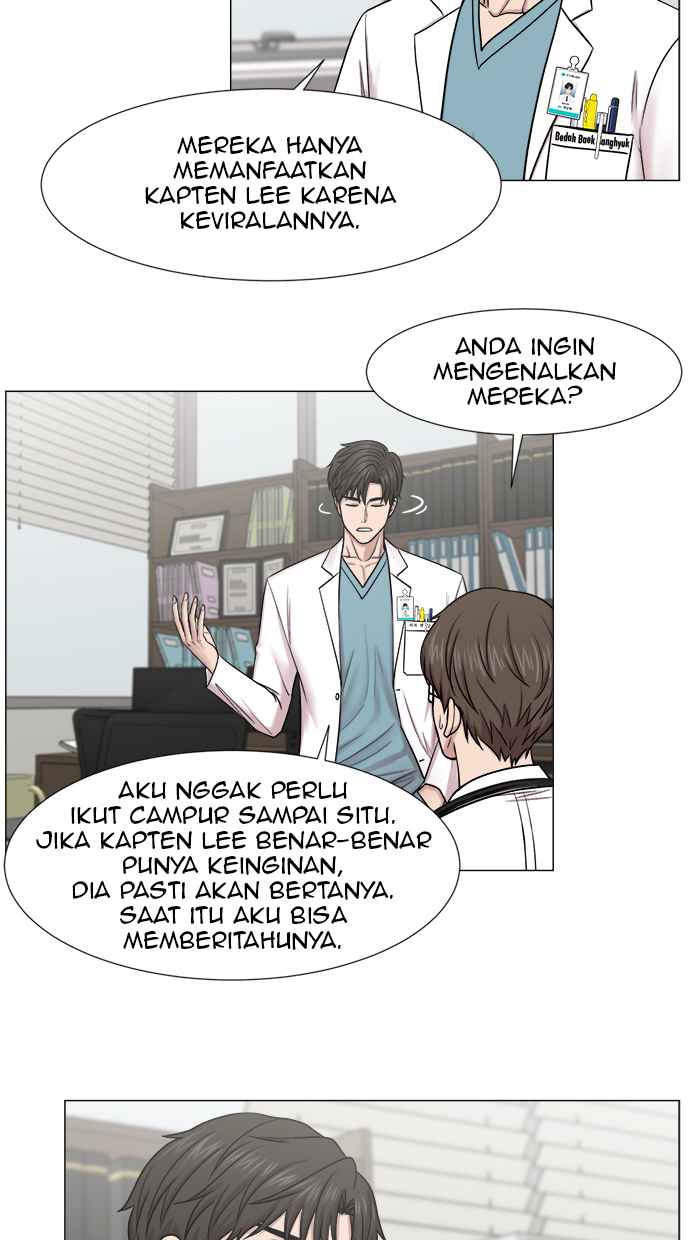 Bedah Baek anghyuk
MEREKA HANYA
MEMANFAATKAN
KAPTEN LEE KARENA
KEVIRALANNYA.
ANDA INGIN
MENGENALKAN
MEREKA?
AKU NGGAK PERLU
IKUT CAMPUR SAMPAI SITU.
JIKA KAPTEN LEE BENAR-BENAR
PUNYA KEINGINAN,
DIA PASTI AKAN BERTANYA.
SAAT ITU AKU BISA
MEMBERITAHUNYA.